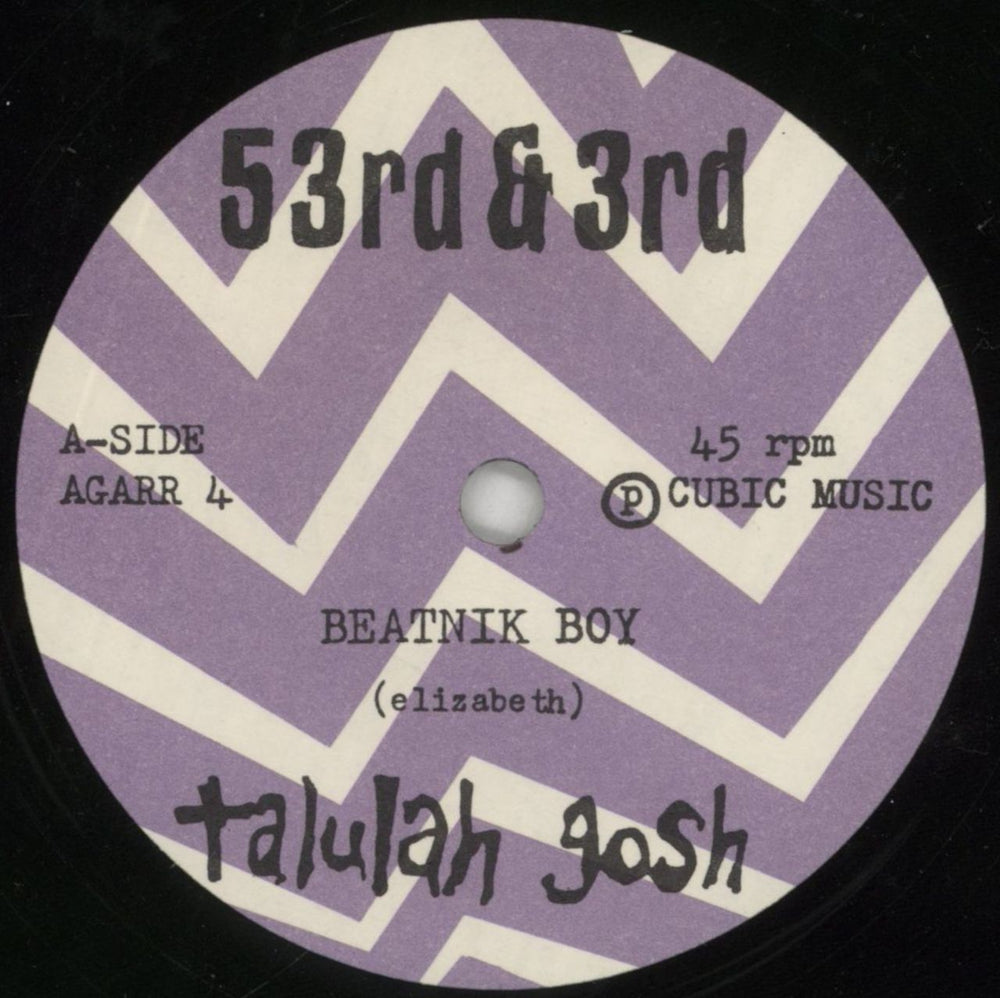 53rd & 3rd
A-SIDE
AGARR 4
45 rpm
Ⓟ CUBIC MUSIC
BEATNIK BOY
(elizabeth)
talulah gosh